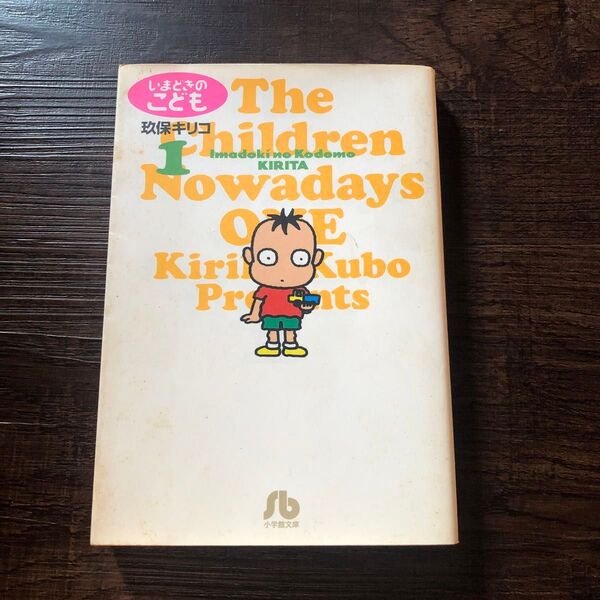 いまどきの
こども
玖保キリコ
1
The
Children
Imadoki no Kodomo
KIRITA
Nowadays
ONE
Kiriko Kubo
Presents
小学館文庫